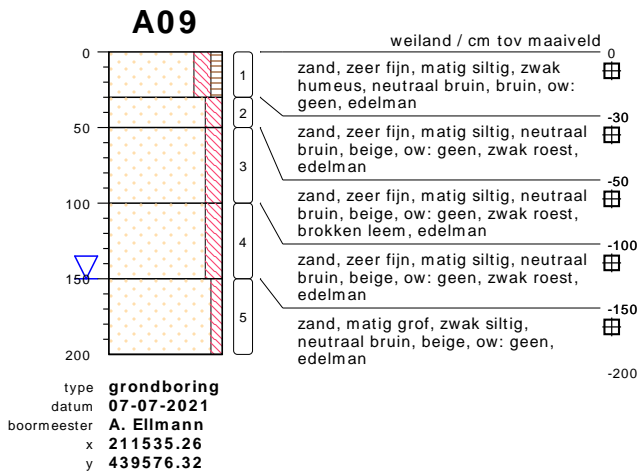 A09
weiland / cm tov maaiveld
0
50
100
150
200
1
2
3
4
5
0
zand, zeer fijn, matig siltig, zwak
humeus, neutraal bruin, bruin, ow:
geen, edelman
-30
zand, zeer fijn, matig siltig, neutraal
bruin, beige, ow: geen, zwak roest,
edelman
-50
zand, zeer fijn, matig siltig, neutraal
bruin, beige, ow: geen, zwak roest,
brokken leem, edelman
-100
zand, zeer fijn, matig siltig, neutraal
bruin, beige, ow: geen, zwak roest,
edelman
-150
zand, matig grof, zwak siltig,
neutraal bruin, beige, ow: geen,
edelman
-200
type grondboring
datum 07-07-2021
boormeester A. Ellmann
x 211535.26
y 439576.32